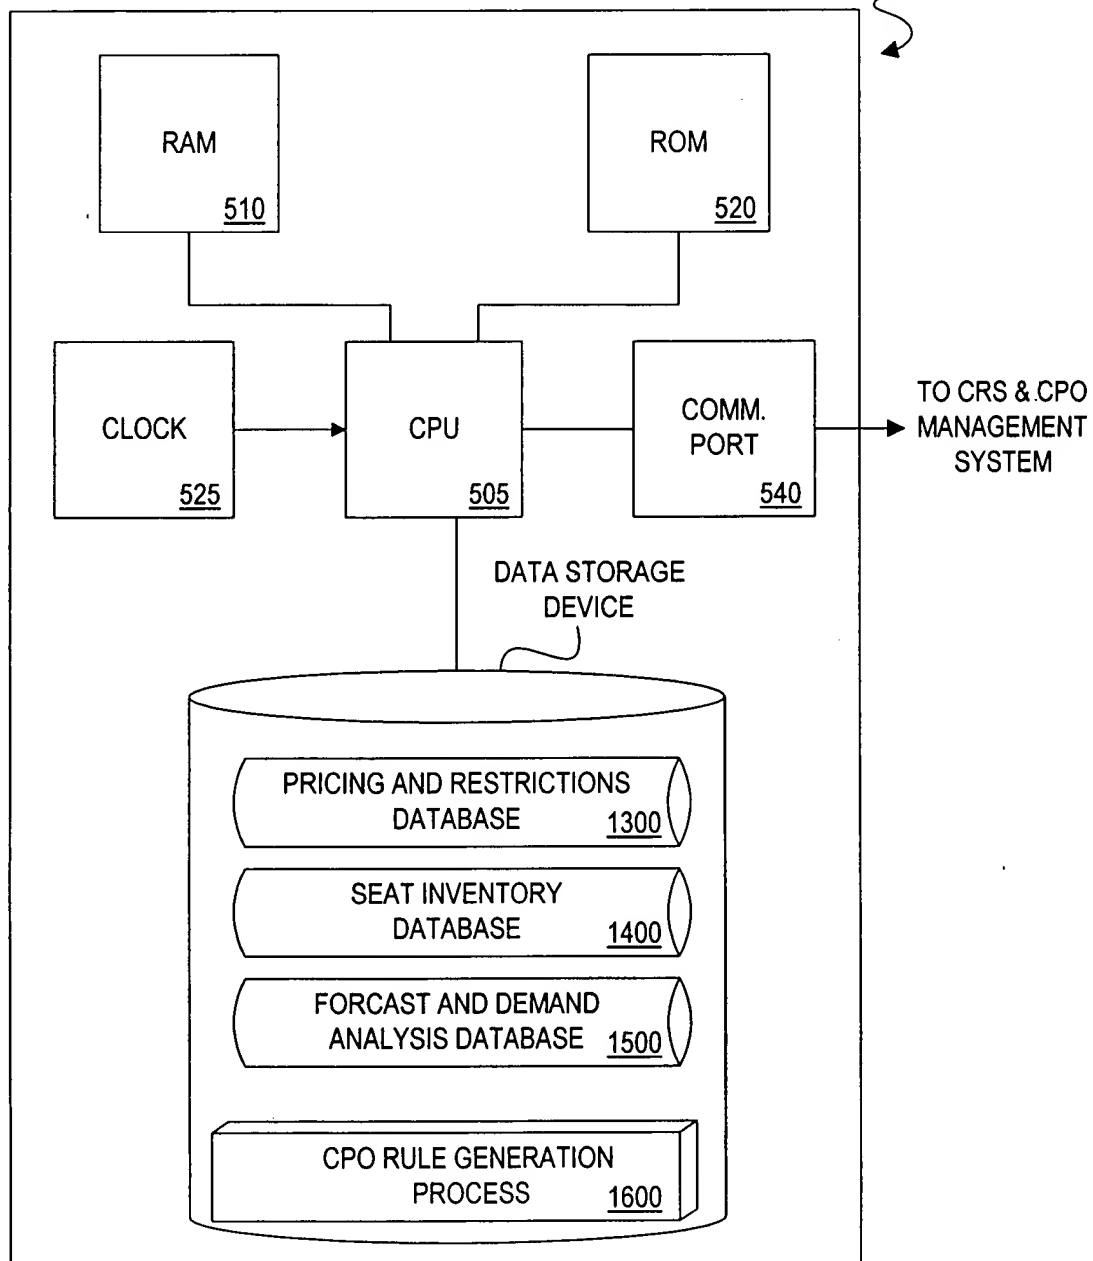 RAM
510
ROM
520
CLOCK
525
CPU
505
COMM.
PORT
540
TO CRS & CPO
MANAGEMENT
SYSTEM
DATA STORAGE
DEVICE
PRICING AND RESTRICTIONS
DATABASE 1300
SEAT INVENTORY
DATABASE 1400
FORCAST AND DEMAND
ANALYSIS DATABASE 1500
CPO RULE GENERATION
PROCESS 1600